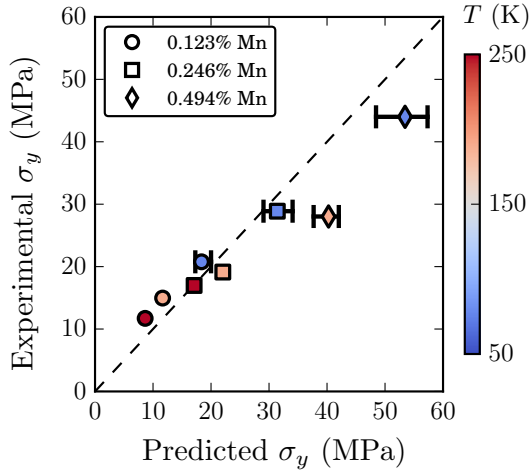 T (K)
60
50
40
30
20
10
0
Experimental σ_y (MPa)
0.123% Mn
0.246% Mn
0.494% Mn
250
150
50
0 10 20 30 40 50 60
Predicted σ_y (MPa)